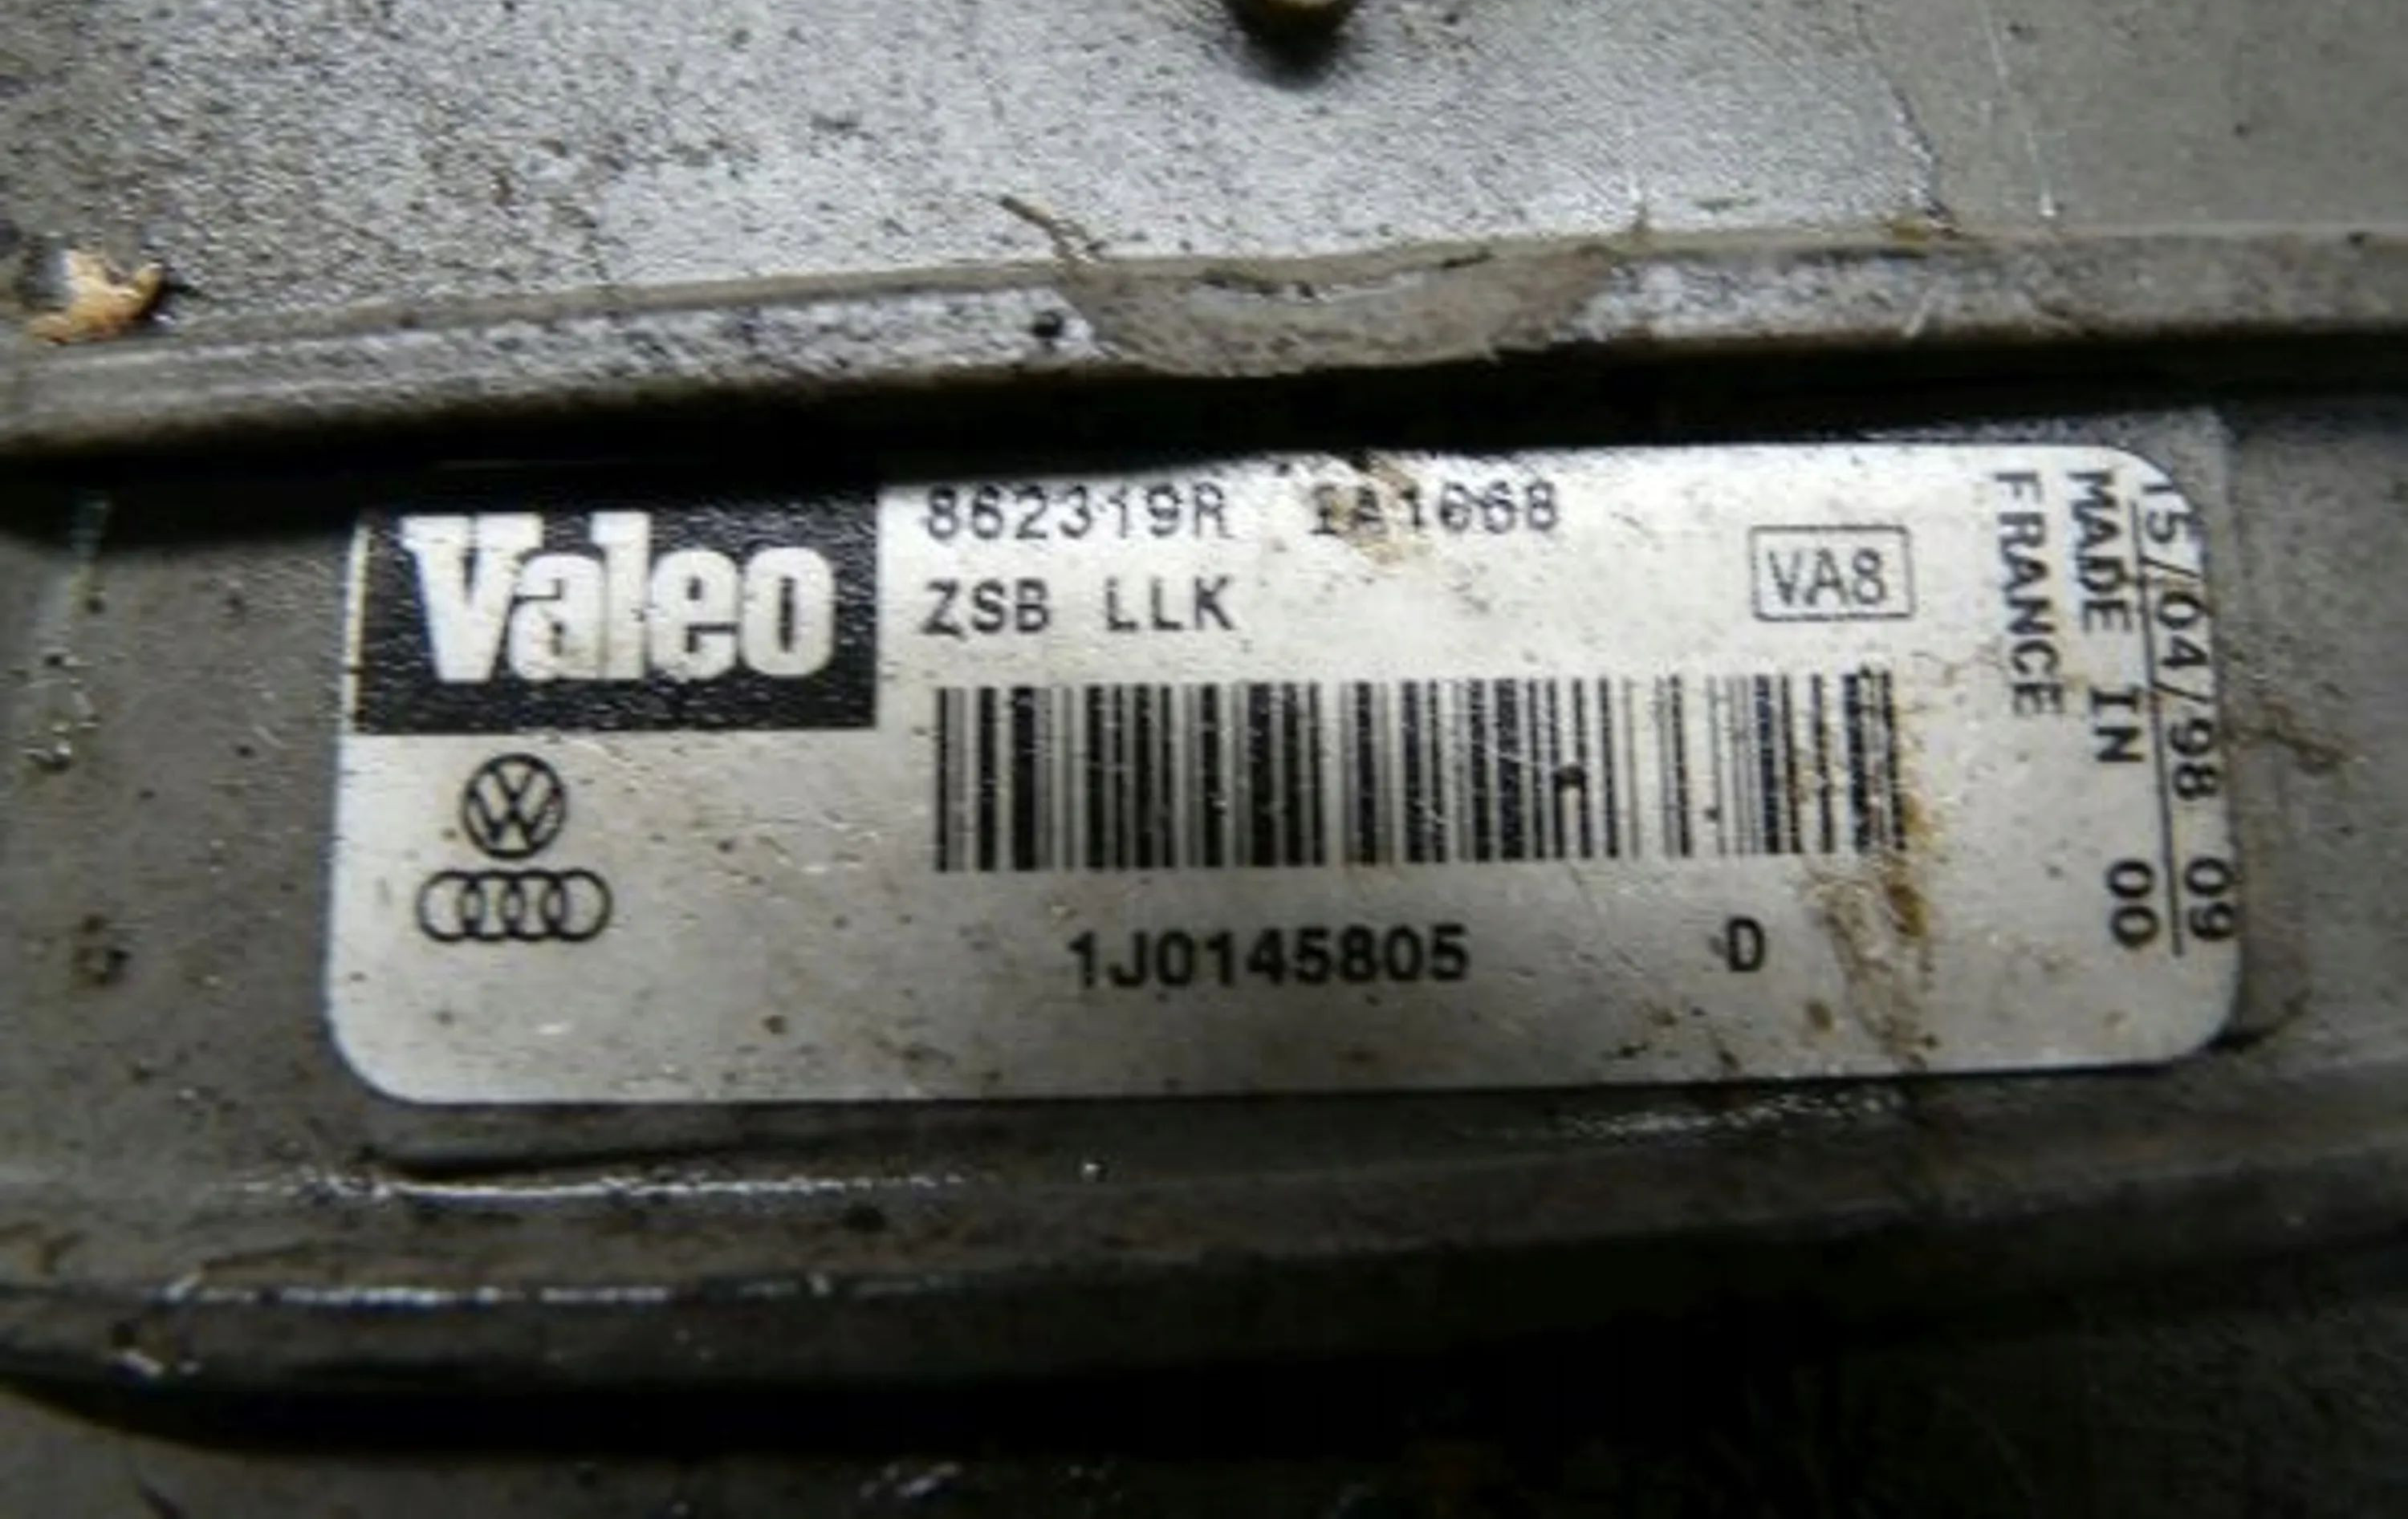 Valeo
862319R
ZSB LLK
VA8
1J0145805 D
15/04/98 09
MADE IN 00
FRANCE